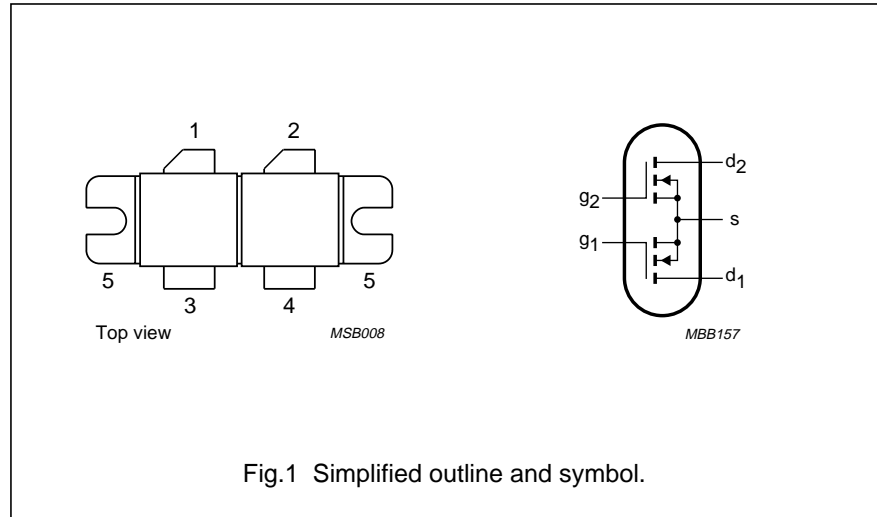 1 2
5 5
3 4
Top view MSB008
d2
g2
s
g1
d1
MBB157
Fig.1 Simplified outline and symbol.